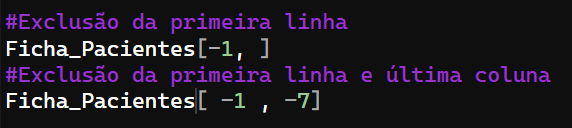 #Exclusão da primeira linha
Ficha_Pacientes[-1, ]
#Exclusão da primeira linha e última coluna
Ficha_Pacientes[ -1 , -7]